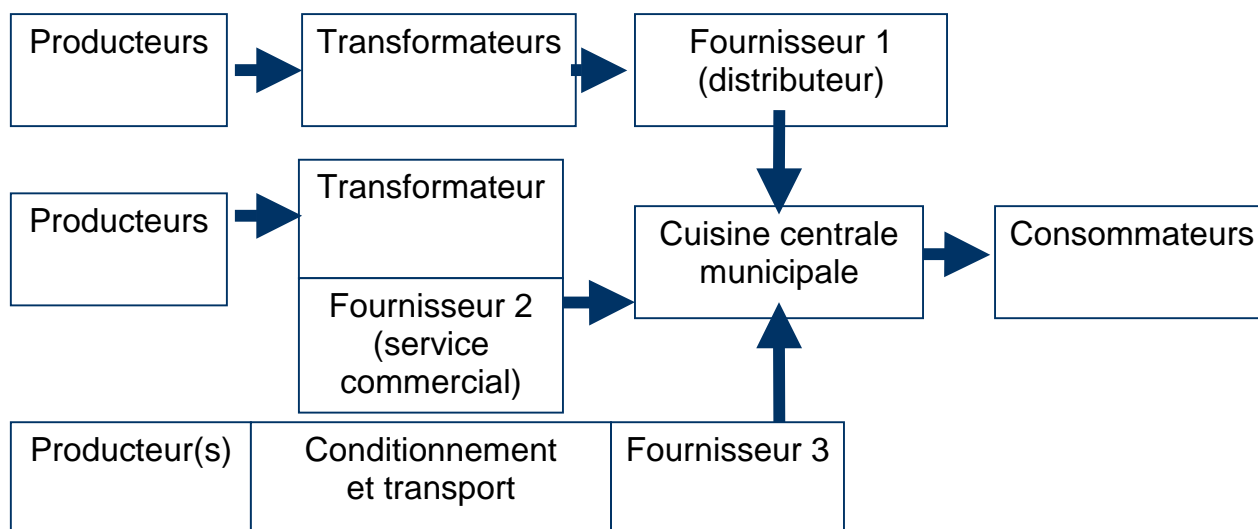 Producteurs
Transformateurs
Fournisseur 1
(distributeur)
Producteurs
Transformateur
Fournisseur 2
(service
commercial)
Cuisine centrale
municipale
Consommateurs
Producteur(s)
Conditionnement
et transport
Fournisseur 3